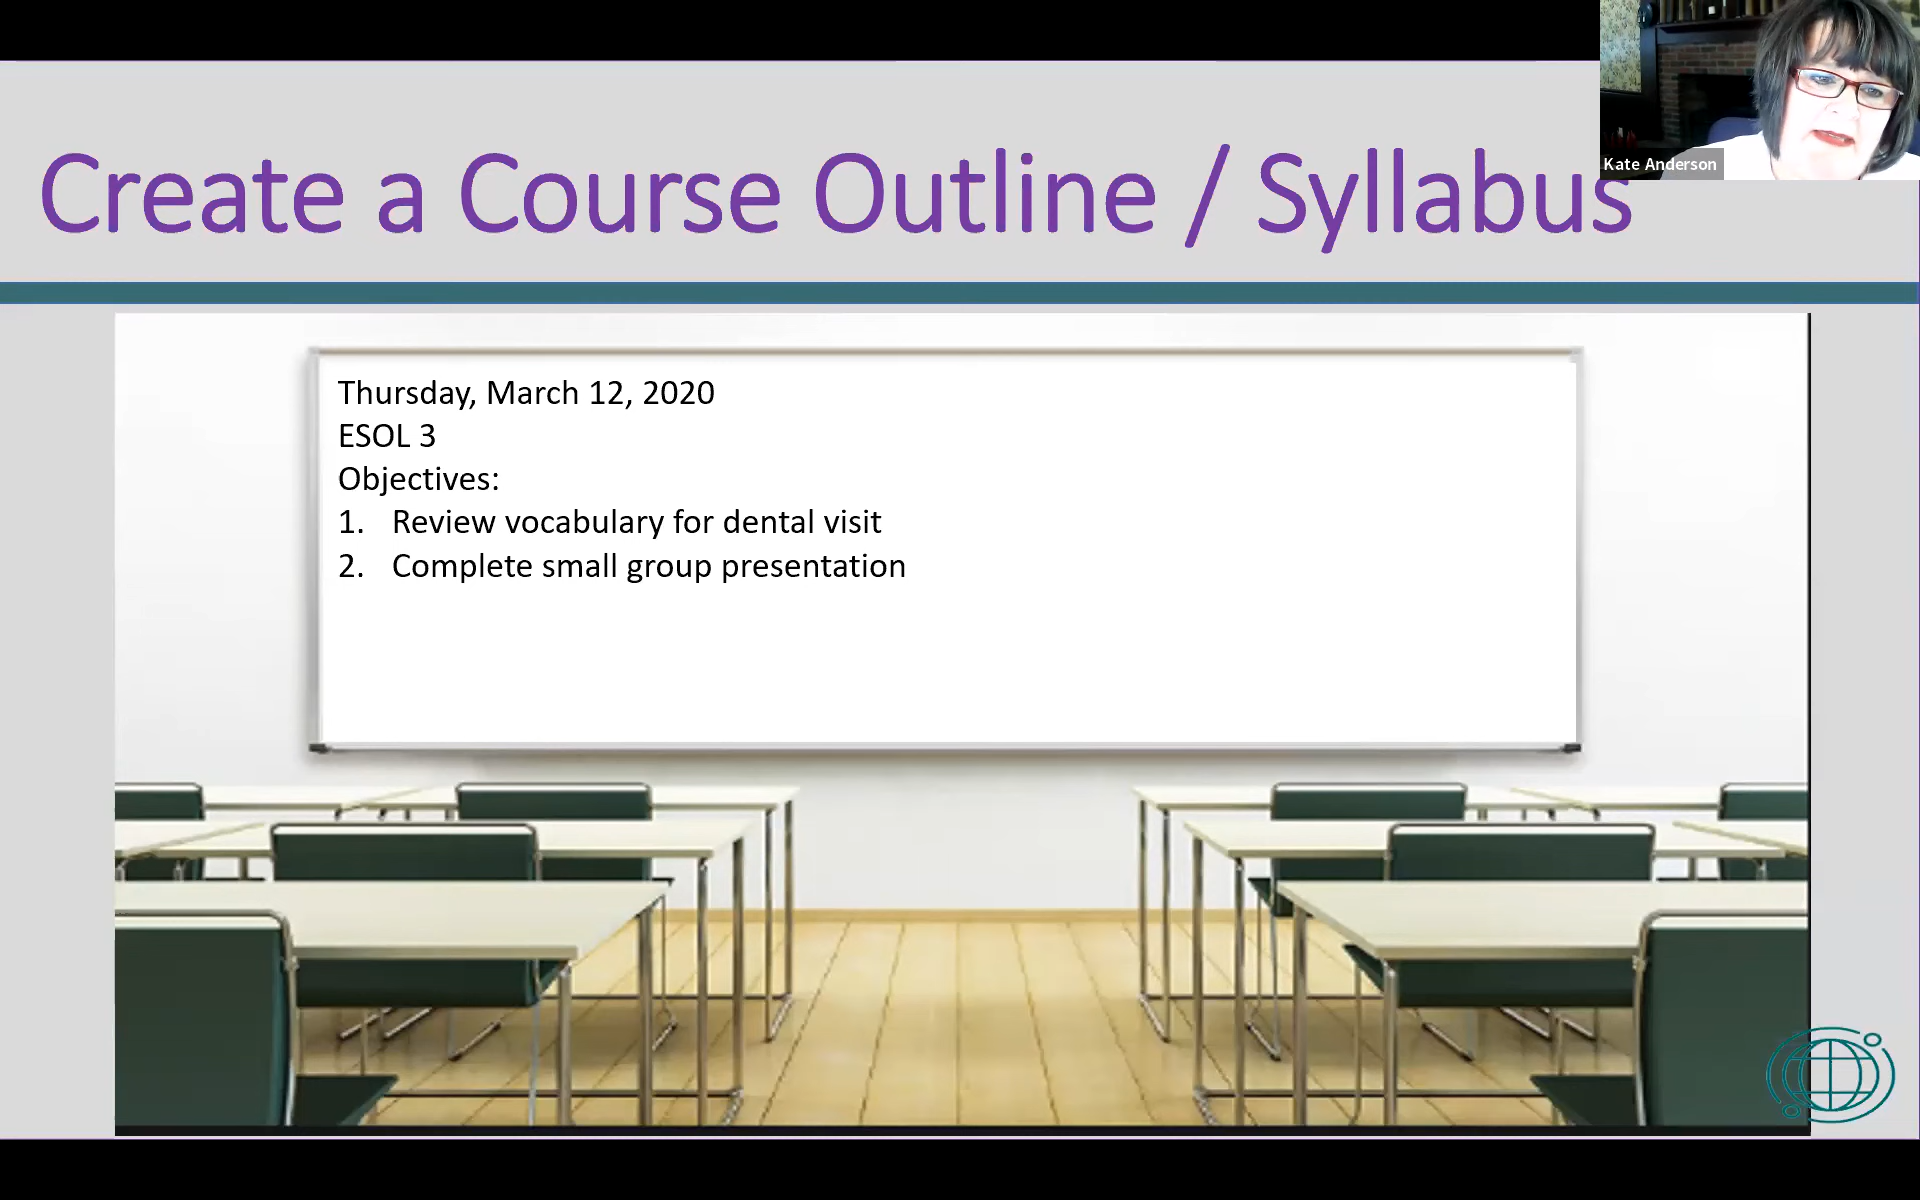 Create a Course Outline / Syllabus
Kate Anderson
Thursday, March 12, 2020
ESOL 3
Objectives:
1. Review vocabulary for dental visit
2. Complete small group presentation